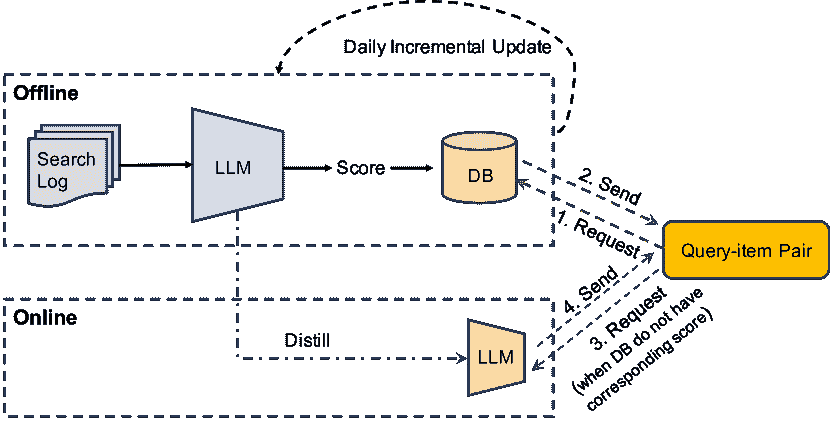 Daily Incremental Update
Offline
Search
Log
LLM
Score
DB
2. Send
1. Request
Query-item Pair
4. Send
3. Request
(when DB do not have
corresponding score)
Online
Distill
LLM